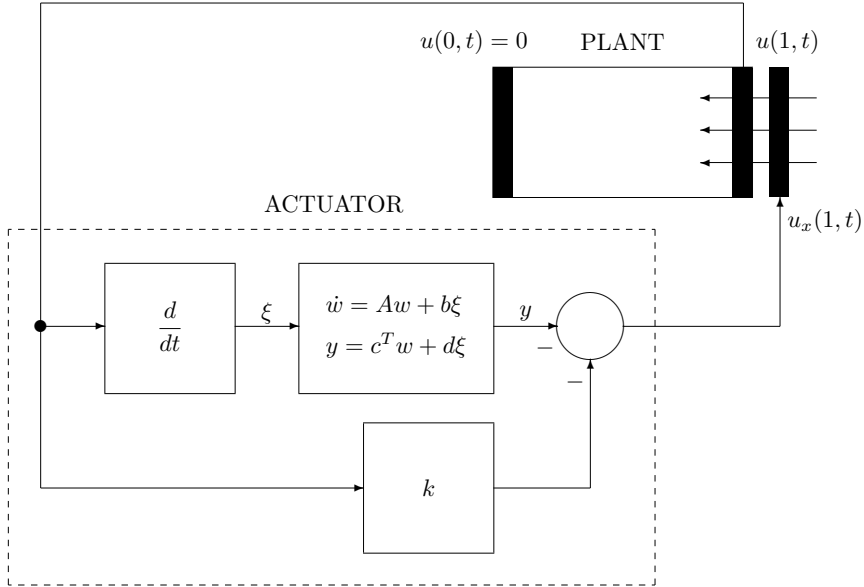 u(0, t) = 0 PLANT u(1, t)
u_x(1, t)
ACTUATOR
d/dt
ξ
ẇ = Aw + bξ
y = c^T w + dξ
y
−
−
k